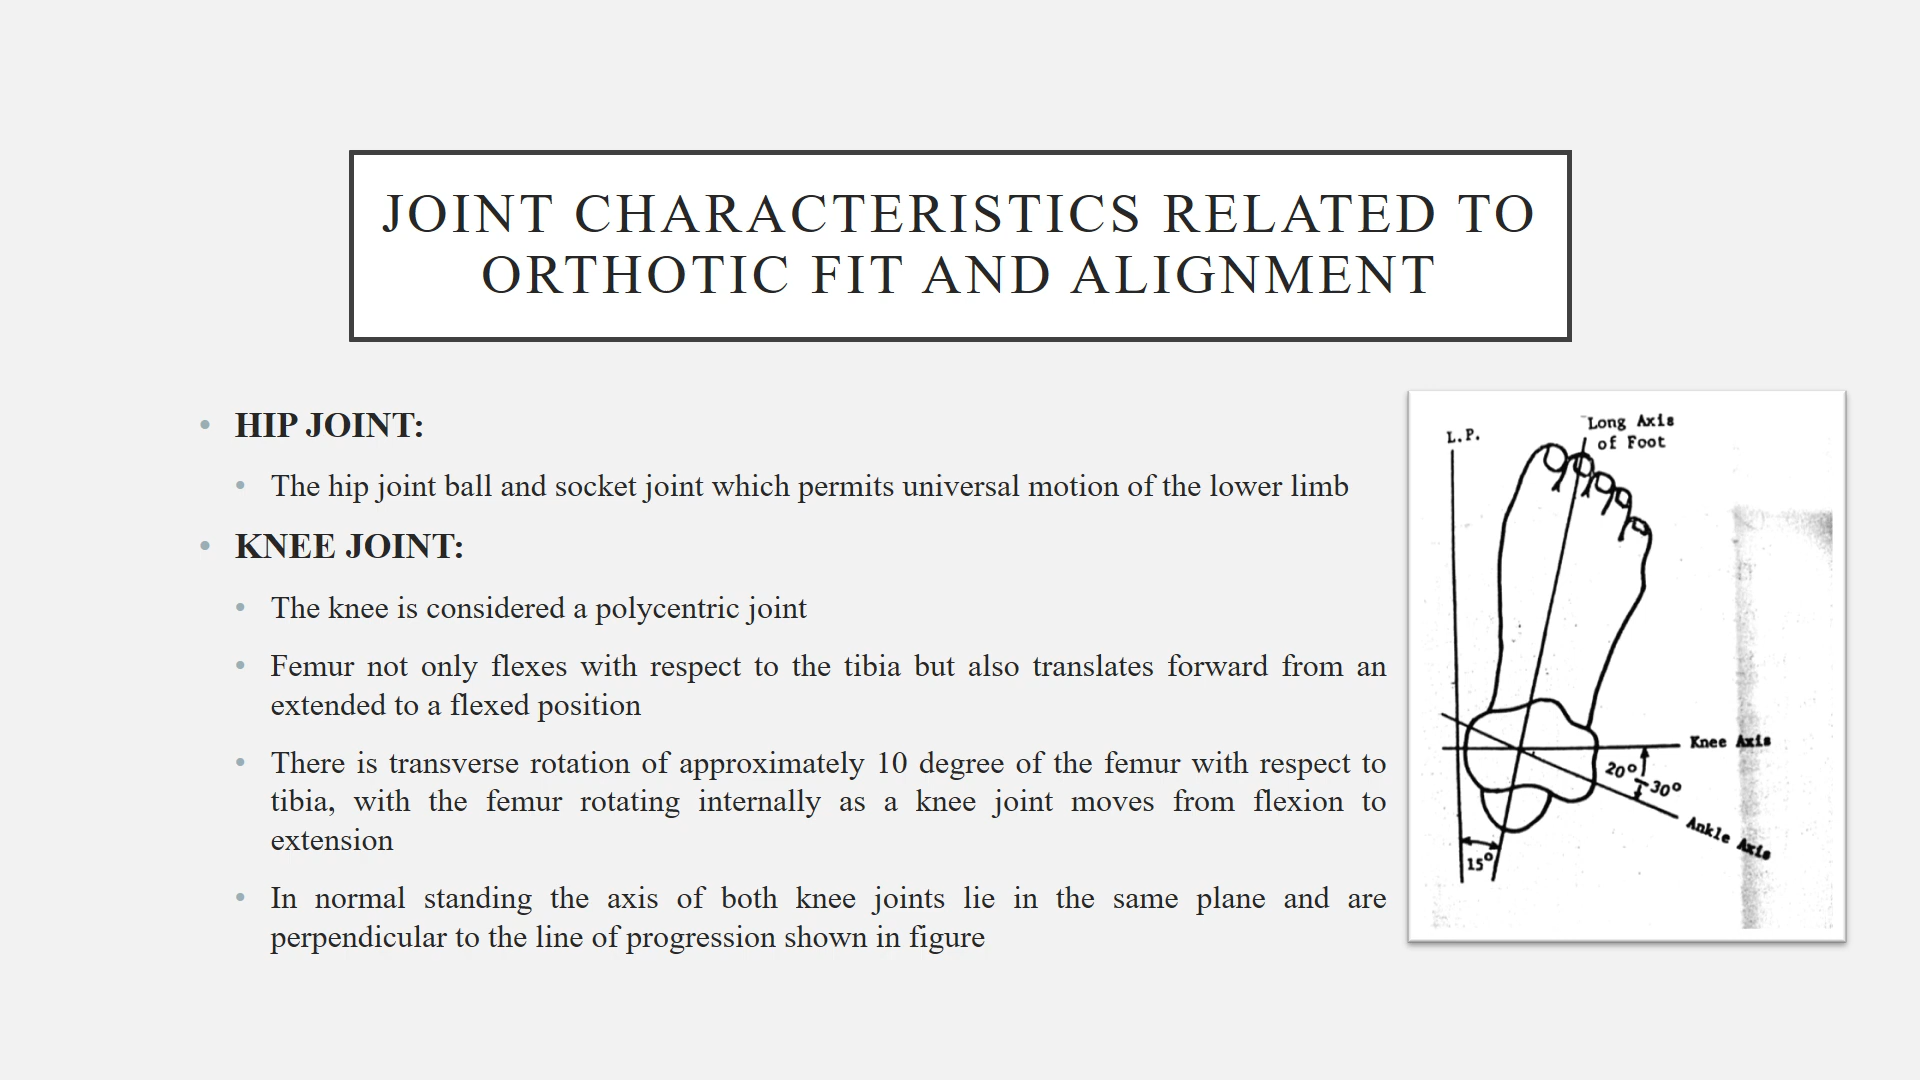 JOINT CHARACTERISTICS RELATED TO
ORTHOTIC FIT AND ALIGNMENT
• HIP JOINT:
• The hip joint ball and socket joint which permits universal motion of the lower limb
• KNEE JOINT:
• The knee is considered a polycentric joint
• Femur not only flexes with respect to the tibia but also translates forward from an
extended to a flexed position
• There is transverse rotation of approximately 10 degree of the femur with respect to
tibia, with the femur rotating internally as a knee joint moves from flexion to
extension
• In normal standing the axis of both knee joints lie in the same plane and are
perpendicular to the line of progression shown in figure
L.P.
Long Axis
of Foot
Knee Axis
20°-30°
Ankle Axis
15°